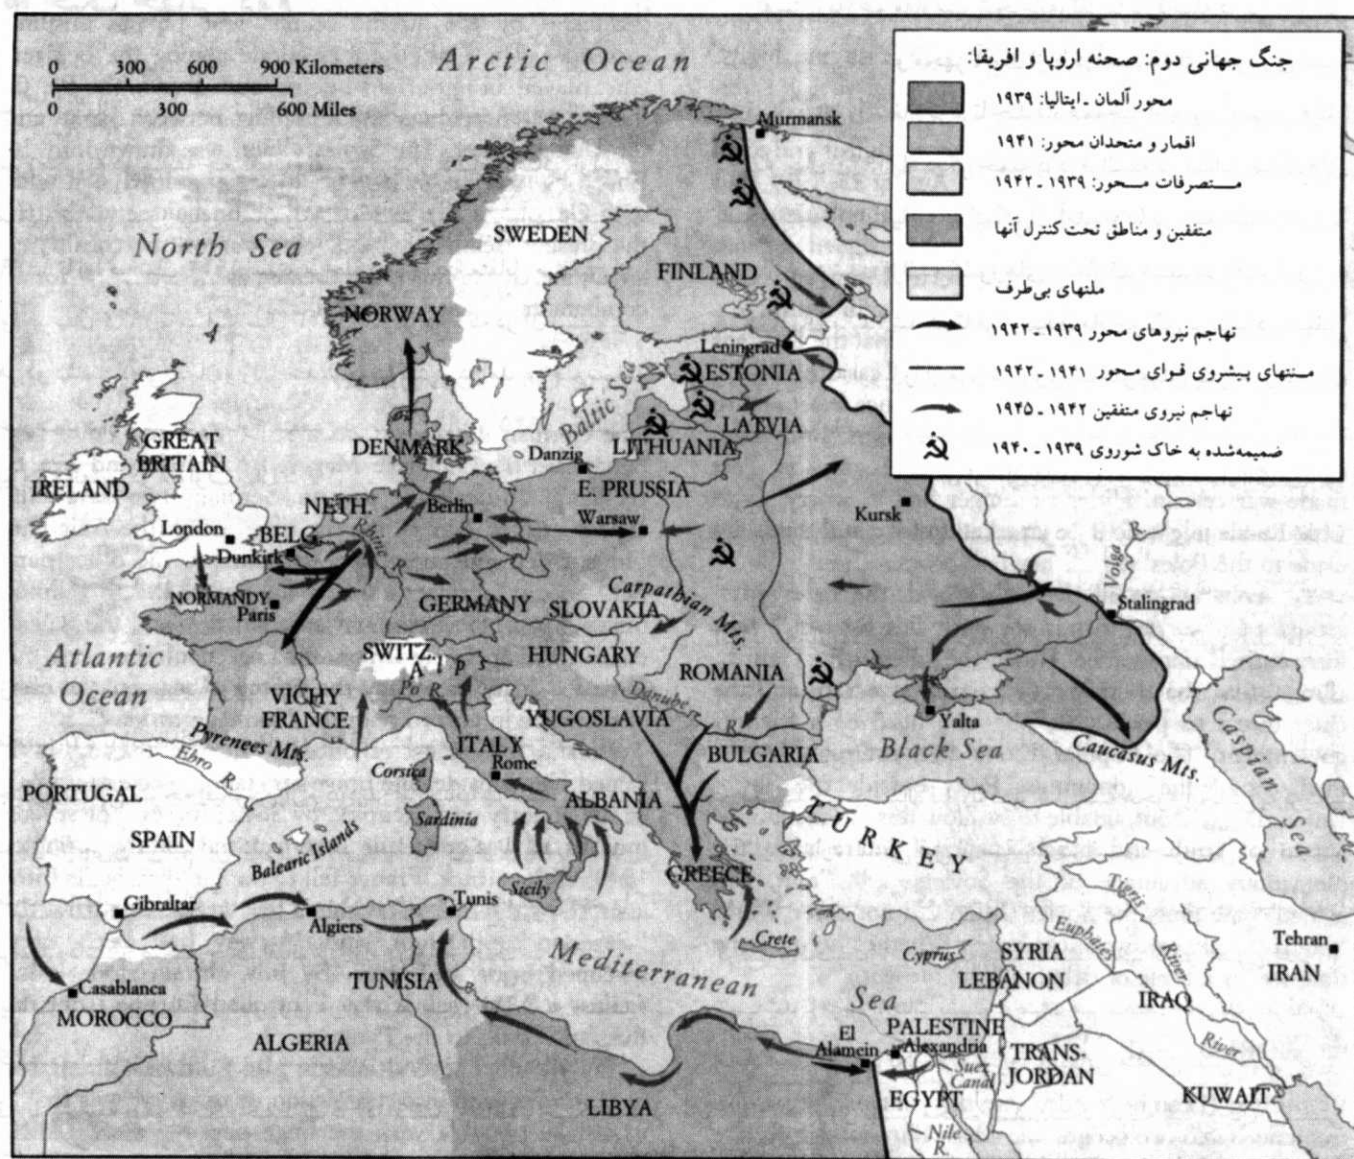 Arctic Ocean
0 300 600 900 Kilometers
0 300 600 Miles
جنگ جهانی دوم: صحنه اروپا و افریقا:
محور آلمان ـ ایتالیا: ۱۹۳۹
اقمار و متحدان محور: ۱۹۴۱
مـتصرفات مـحور: ۱۹۳۹ ـ ۱۹۴۲
متفقین و مناطق تحت کنترل آنها
ملتهای بی‌طرف
تهاجم نیروهای محور ۱۹۳۹ ـ ۱۹۴۲
مـنتهای پـیشروی قـوای محور ۱۹۴۱ ـ ۱۹۴۲
تهاجم نیروی متفقین ۱۹۴۲ ـ ۱۹۴۵
ضمیمه‌شده به خاک شوروی ۱۹۳۹ ـ ۱۹۴۰
Murmansk
North Sea
SWEDEN
FINLAND
NORWAY
Leningrad
ESTONIA
Baltic Sea
LATVIA
DENMARK
LITHUANIA
GREAT
BRITAIN
IRELAND
Danzig
E. PRUSSIA
NETH.
Berlin
Warsaw
Kursk
London
BELG.
Rhine
Dunkirk
Volga R.
NORMANDY
Paris
GERMANY
SLOVAKIA
Carpathian Mts.
Stalingrad
Atlantic
Ocean
SWITZ.
Alps
HUNGARY
ROMANIA
Po R.
Danube R.
VICHY
FRANCE
YUGOSLAVIA
Yalta
Pyrenees Mts.
Ebro R.
ITALY
Rome
BULGARIA
Black Sea
Caucasus Mts.
Caspian Sea
Corsica
PORTUGAL
ALBANIA
SPAIN
Sardinia
TURKEY
Balearic Islands
GREECE
Sicily
Gibraltar
Algiers
Tunis
Crete
Cyprus
SYRIA
Tigris River
Euphrates River
Tehran
IRAN
LEBANON
Mediterranean Sea
TUNISIA
Casablanca
MOROCCO
IRAQ
ALGERIA
PALESTINE
El
Alamein
Alexandria
TRANS-
JORDAN
Suez
Canal
EGYPT
KUWAIT
LIBYA
Nile
R.